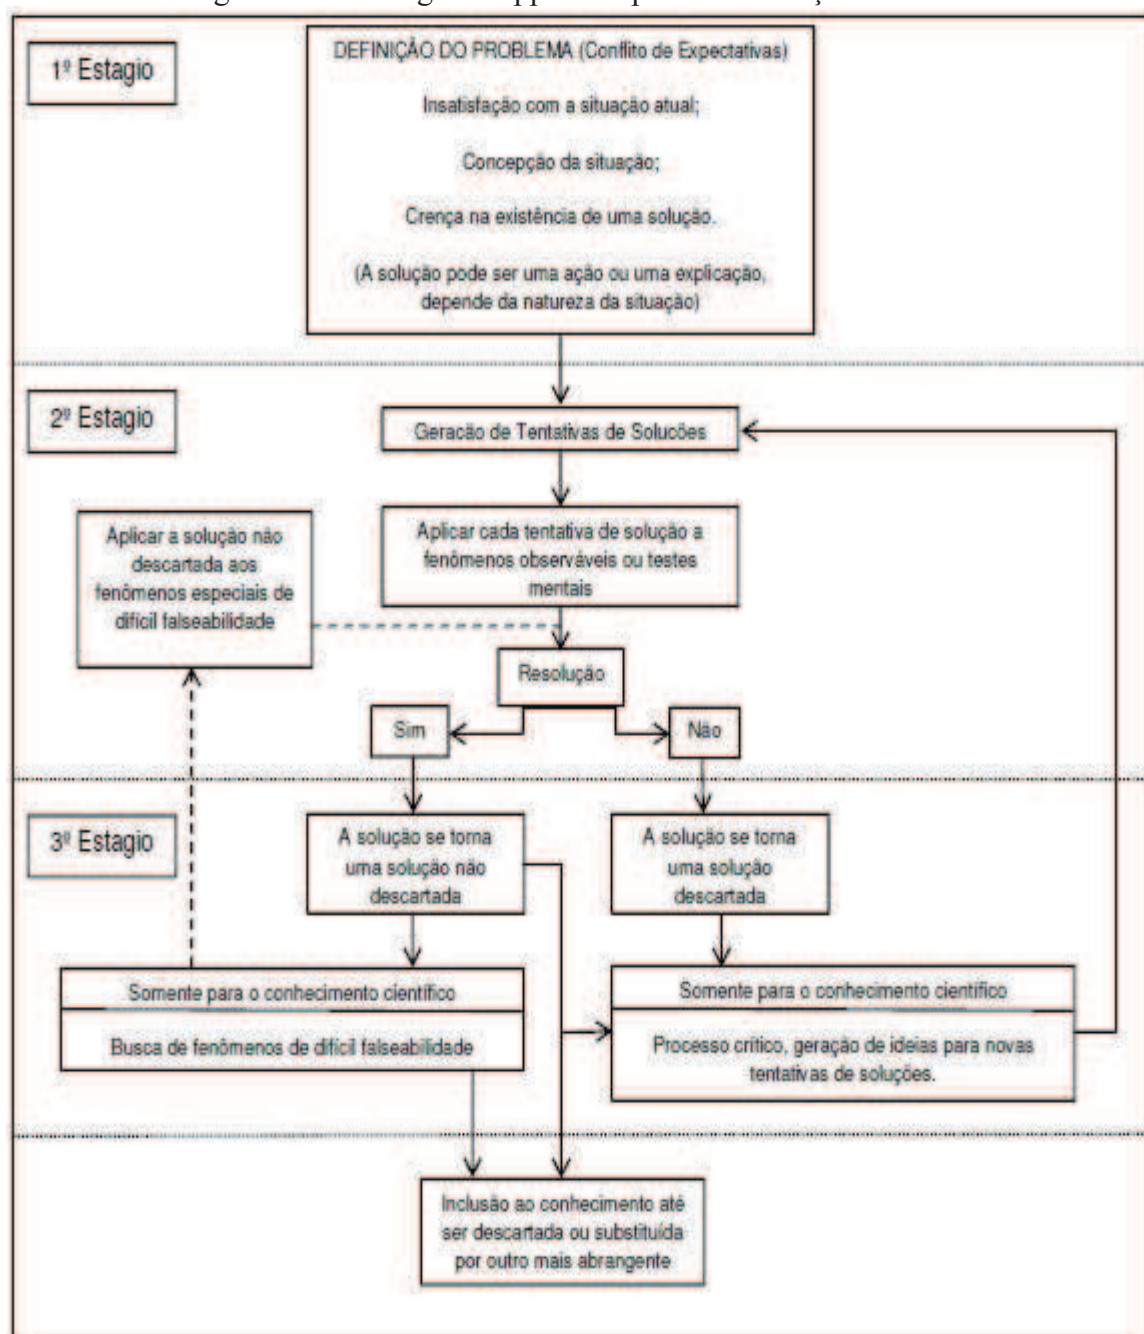 1º Estagio
DEFINIÇÃO DO PROBLEMA (Conflito de Expectativas)
Insatisfação com a situação atual;
Concepção da situação;
Crença na existência de uma solução.
(A solução pode ser uma ação ou uma explicação,
depende da natureza da situação)
2º Estagio
Geracão de Tentativas de Solucões
Aplicar cada tentativa de solução a
fenômenos observáveis ou testes
mentais
Aplicar a solução não
descartada aos
fenômenos especiais de
difícil falseabilidade
Resolução
Sim
Não
3º Estagio
A solução se torna
uma solução não
descartada
A solução se torna
uma solução
descartada
Somente para o conhecimento científico
Busca de fenômenos de difícil falseabilidade
Somente para o conhecimento científico
Processo crítico, geração de ideias para novas
tentativas de soluções.
Inclusão ao conhecimento até
ser descartada ou substituída
por outro mais abrangente